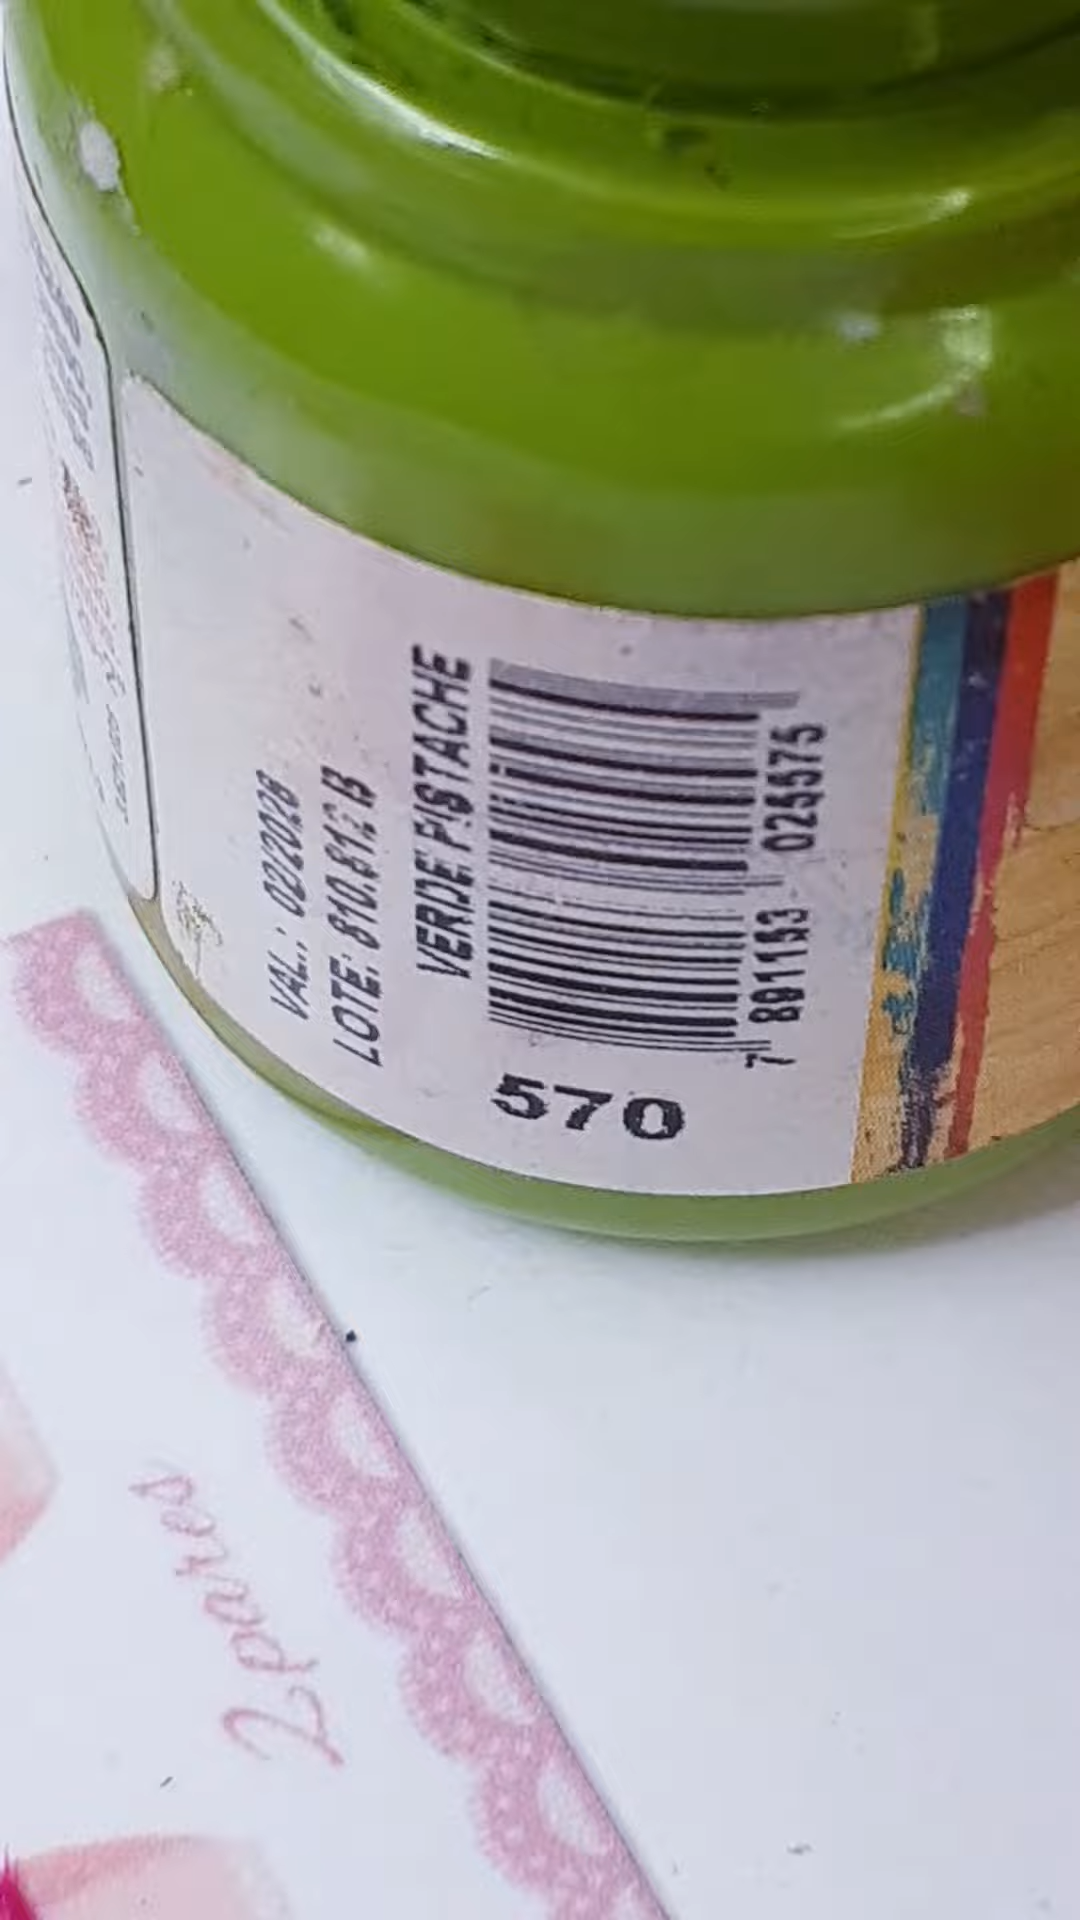 VAL.: 02/2026
LOTE: 810.812 B
VERDE PISTACHE
7 891153 025575
570
2 pares